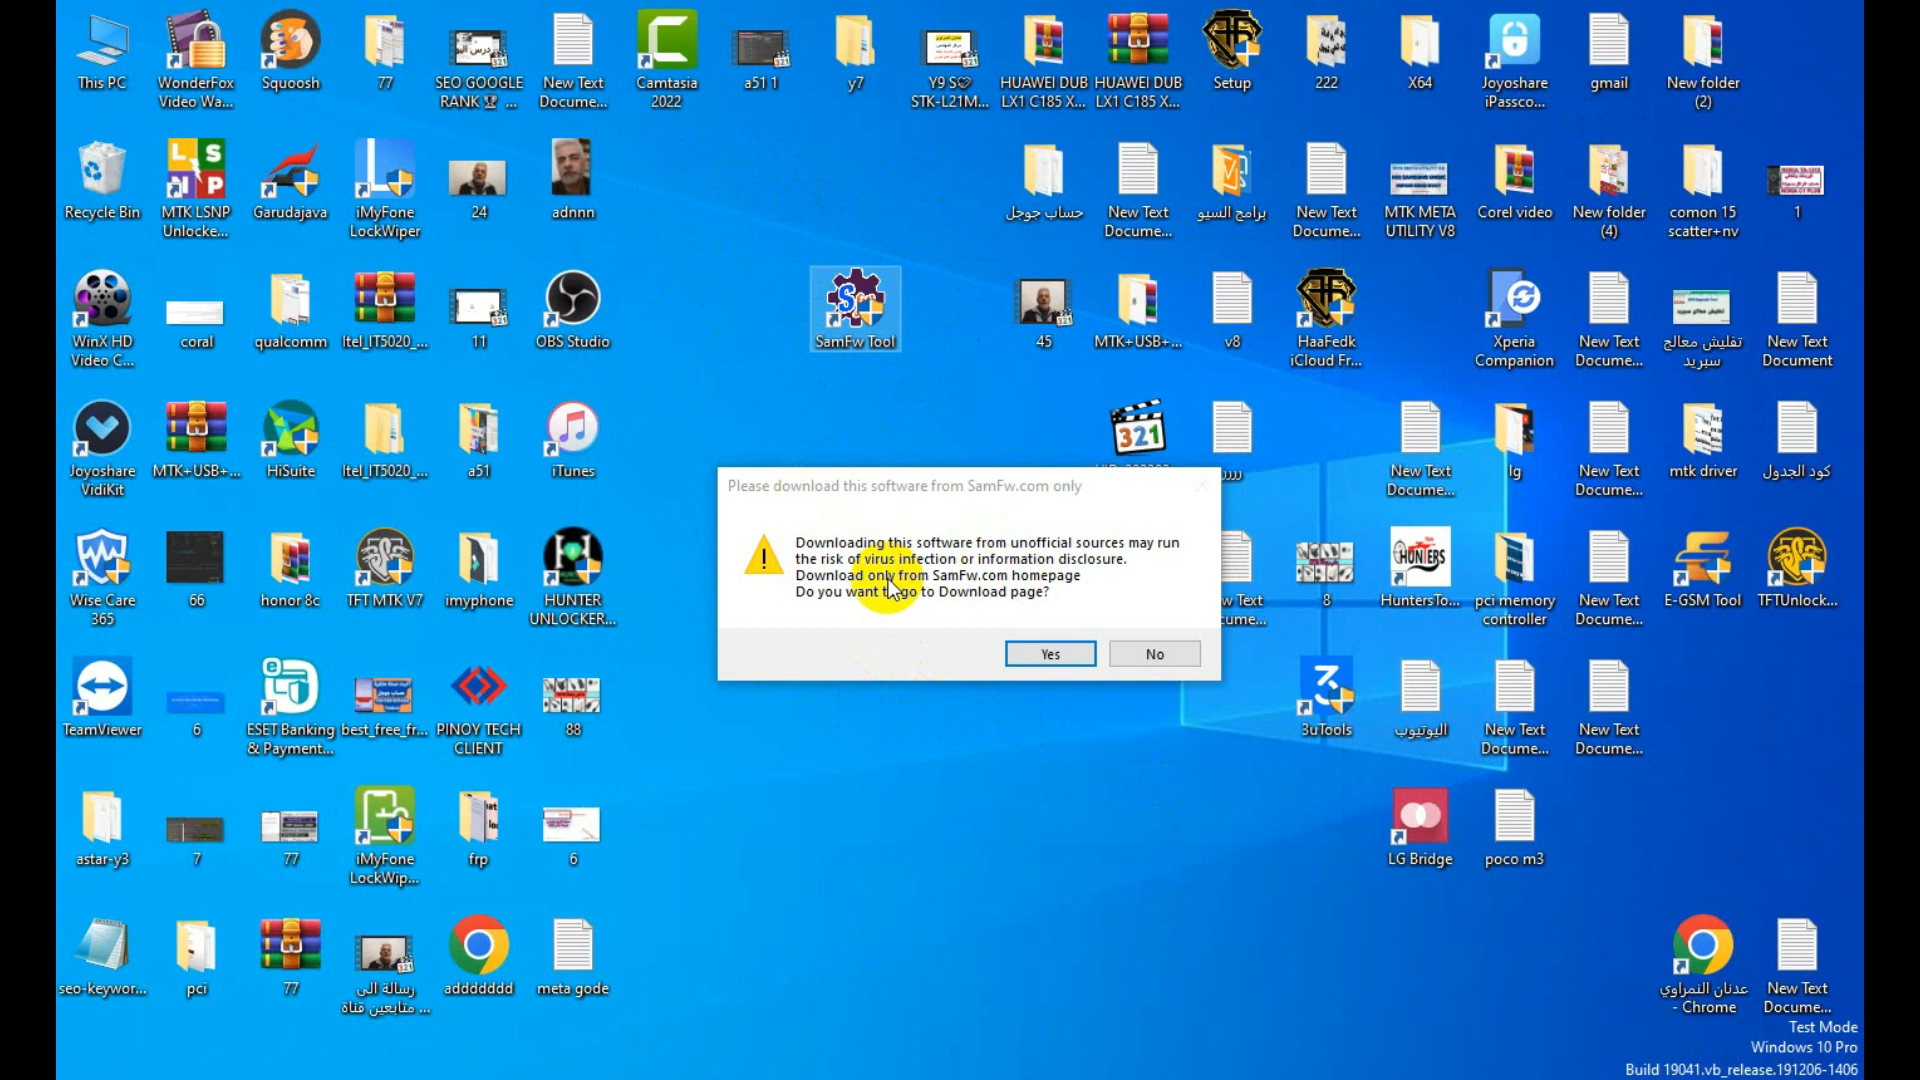 This PC
WonderFox
Video Wa...
Squoosh
77
SEO GOOGLE
RANK 🏆 ...
New Text
Docume...
Camtasia
2022
a51 1
y7
Y9 S♡
STK-L21M...
HUAWEI DUB
LX1 C185 X...
HUAWEI DUB
LX1 C185 X...
Setup
222
X64
Joyoshare
iPassco...
gmail
New folder
(2)
Recycle Bin
MTK LSNP
Unlocke...
Garudajava
iMyFone
LockWiper
24
adnnn
حساب جوجل
New Text
Docume...
برامج السيو
New Text
Docume...
MTK META
UTILITY V8
Corel video
New folder
(4)
comon 15
scatter+nv
1
WinX HD
Video C...
coral
qualcomm
Itel_IT5020_...
11
OBS Studio
SamFw Tool
45
MTK+USB+...
v8
HaaFedk
iCloud Fr...
Xperia
Companion
New Text
Docume...
تفليش معالج
سبريد
New Text
Document
Joyoshare
VidiKit
MTK+USB+...
HiSuite
Itel_IT5020_...
a51
iTunes
321
New Text
Docume...
lg
New Text
Docume...
mtk driver
كود الجدول
Please download this software from SamFw.com only
Downloading this software from unofficial sources may run
the risk of virus infection or information disclosure.
Download only from SamFw.com homepage
Do you want to go to Download page?
Yes
No
Wise Care
365
66
honor 8c
TFT MTK V7
imyphone
HUNTER
UNLOCKER...
8
HuntersTo...
pci memory
controller
New Text
Docume...
E-GSM Tool
TFTUnlock...
TeamViewer
6
ESET Banking
& Payment...
best_free_fr...
PINOY TECH
CLIENT
88
3uTools
اليوتيوب
New Text
Docume...
New Text
Docume...
astar-y3
7
77
iMyFone
LockWip...
frp
6
LG Bridge
poco m3
seo-keywor...
pci
77
رسالة الى
متابعين قناة ...
addddddd
meta gode
عدنان النمراوي
- Chrome
New Text
Docume...
Test Mode
Windows 10 Pro
Build 19041.vb_release.191206-1406